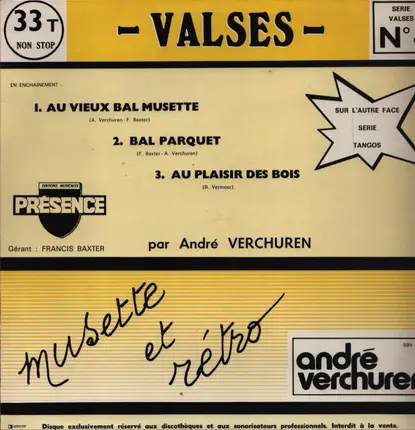 33T
NON STOP
- VALSES -
SERIE
VALSES
N°
EN ENCHAINEMENT :
1. AU VIEUX BAL MUSETTE
(A. Verchuren - F. Baxter)
2. BAL PARQUET
(F. Baxter - A. Verchuren)
3. AU PLAISIR DES BOIS
(R. Vermeer)
SUR L'AUTRE FACE
SERIE
TANGOS
EDITIONS MUSICALES
PRÉSENCE
Gérant : FRANCIS BAXTER
par André VERCHUREN
musette
et
rétro
andré
verchuren
Disque exclusivement réservé aux discothèques et aux sonorisateurs professionnels. Interdit à la vente.